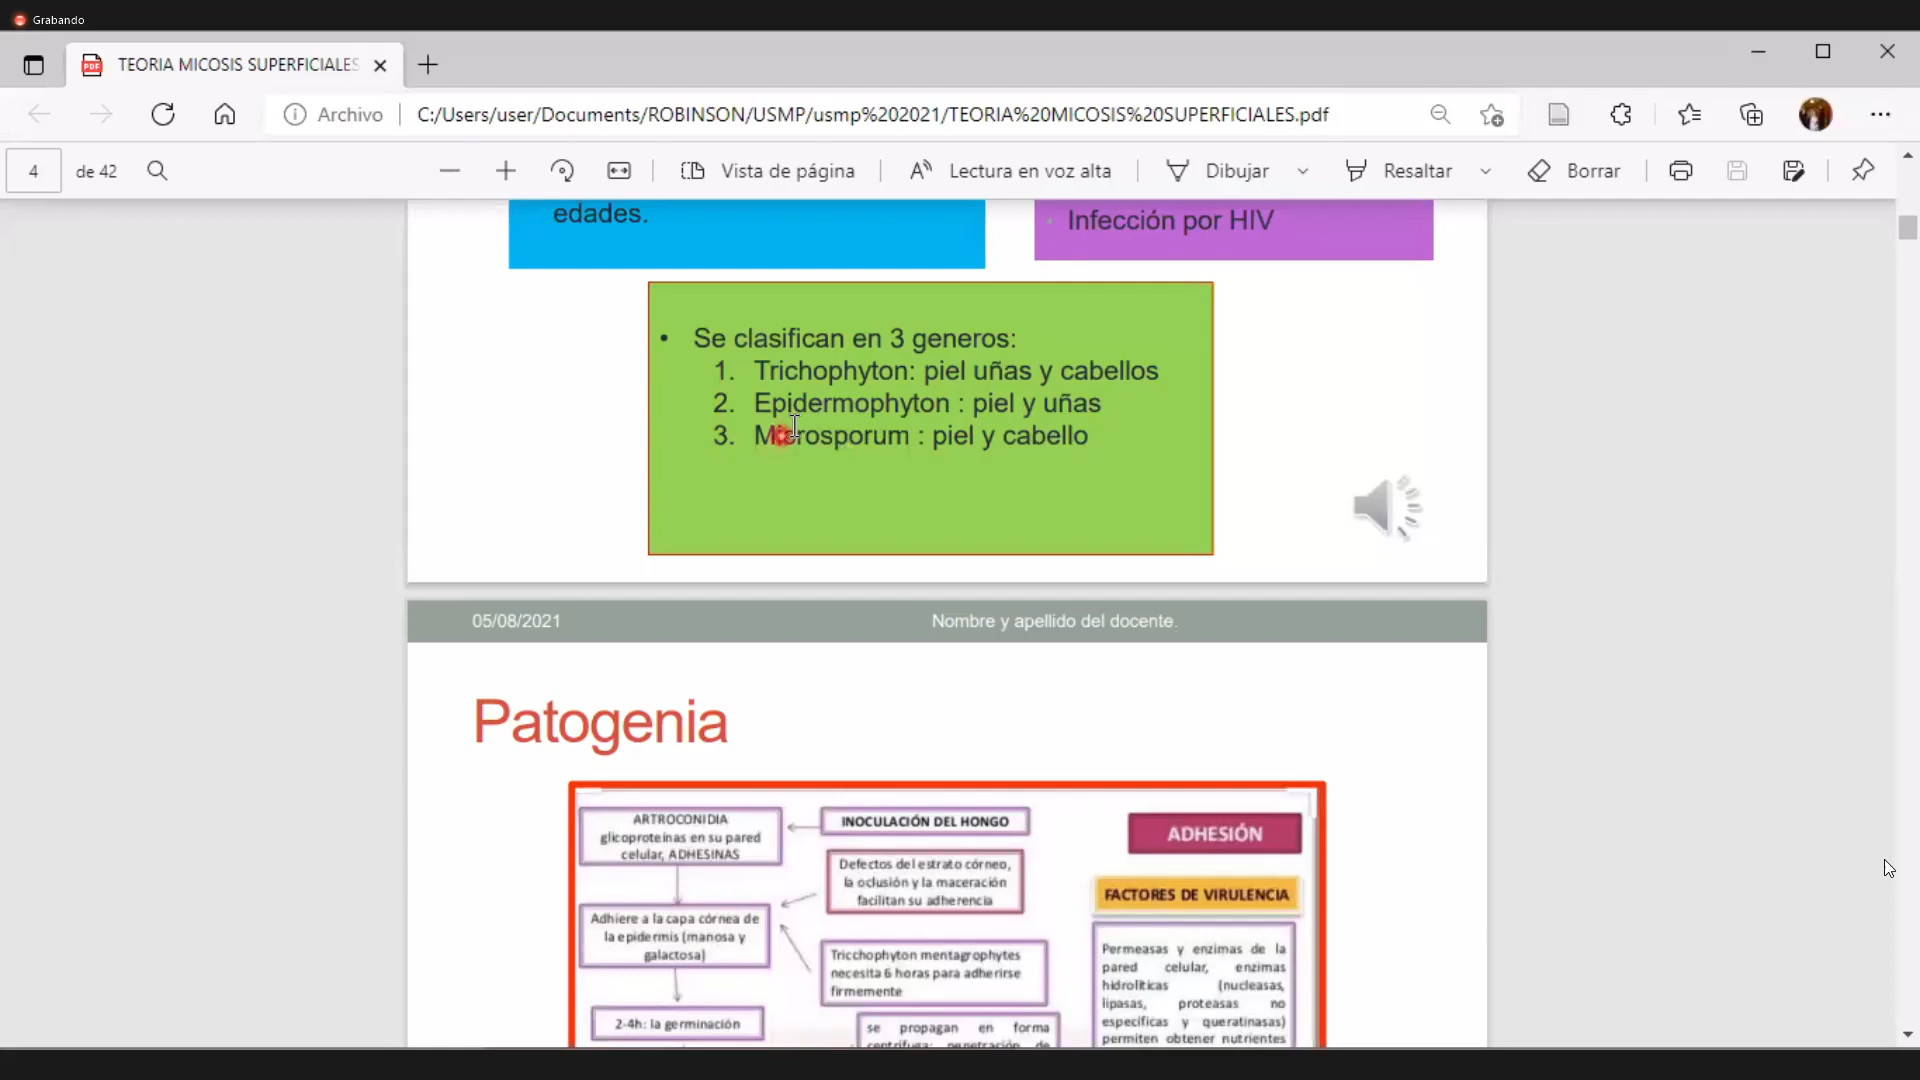 Grabando
TEORIA MICOSIS SUPERFICIALES
Archivo
C:/Users/user/Documents/ROBINSON/USMP/usmp%202021/TEORIA%20MICOSIS%20SUPERFICIALES.pdf
4 de 42
Vista de página
Lectura en voz alta
Dibujar
Resaltar
Borrar
edades.
• Infección por HIV
• Se clasifican en 3 generos:
1. Trichophyton: piel uñas y cabellos
2. Epidermophyton : piel y uñas
3. Microsporum : piel y cabello
05/08/2021
Nombre y apellido del docente.
Patogenia
ARTROCONIDIA
glicoproteínas en su pared
celular, ADHESINAS
INOCULACIÓN DEL HONGO
ADHESIÓN
Defectos del estrato córneo,
la oclusión y la maceración
facilitan su adherencia
FACTORES DE VIRULENCIA
Adhiere a la capa córnea de
la epidermis (manosa y
galactosa)
Tricchophyton mentagrophytes
necesita 6 horas para adherirse
firmemente
Permeasas y enzimas de la
pared celular, enzimas
hidrolíticas (nucleasas,
lipasas, proteasas no
específicas y queratinasas)
permiten obtener nutrientes
2-4h: la germinación
se propagan en forma
centrífuga: penetración de